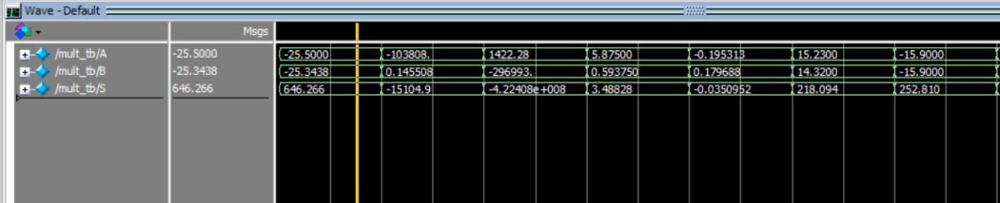 Wave - Default
Msgs
/mult_tb/A -25.5000 -25.5000 -103808. 1422.28 5.87500 -0.195313 15.2300 -15.9000
/mult_tb/B -25.3438 -25.3438 0.145508 -296993. 0.593750 0.179688 14.3200 -15.9000
/mult_tb/S 646.266 646.266 -15104.9 -4.22408e+008 3.48828 -0.0350952 218.094 252.810